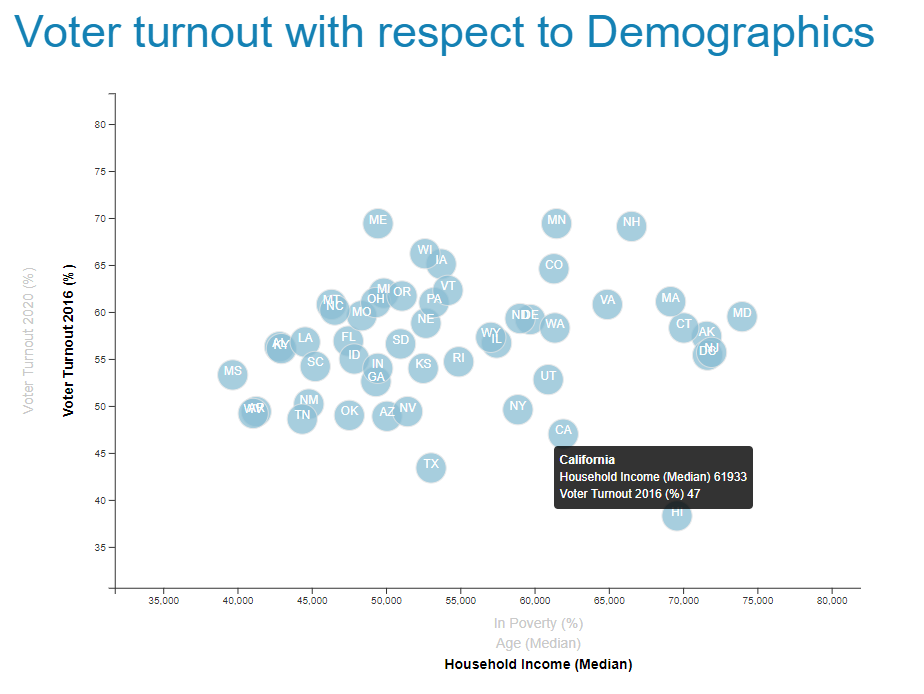 Voter turnout with respect to Demographics
80
75
70
65
60
55
50
45
40
35
Voter Turnout 2020 (%)
Voter Turnout 2016 (%)
ME
MN
NH
WI
IA
CO
MI
OH
OR
PA
VT
MT
NC
MO
NE
ND
DE
WA
VA
MA
CT
MD
AK
NJ
DC
AL
KY
LA
FL
SC
ID
IN
GA
SD
KS
RI
WY
IL
UT
MS
WV
AR
NM
TN
OK
AZ
NV
NY
CA
TX
HI
California
Household Income (Median) 61933
Voter Turnout 2016 (%) 47
35,000 40,000 45,000 50,000 55,000 60,000 65,000 70,000 75,000 80,000
In Poverty (%)
Age (Median)
Household Income (Median)